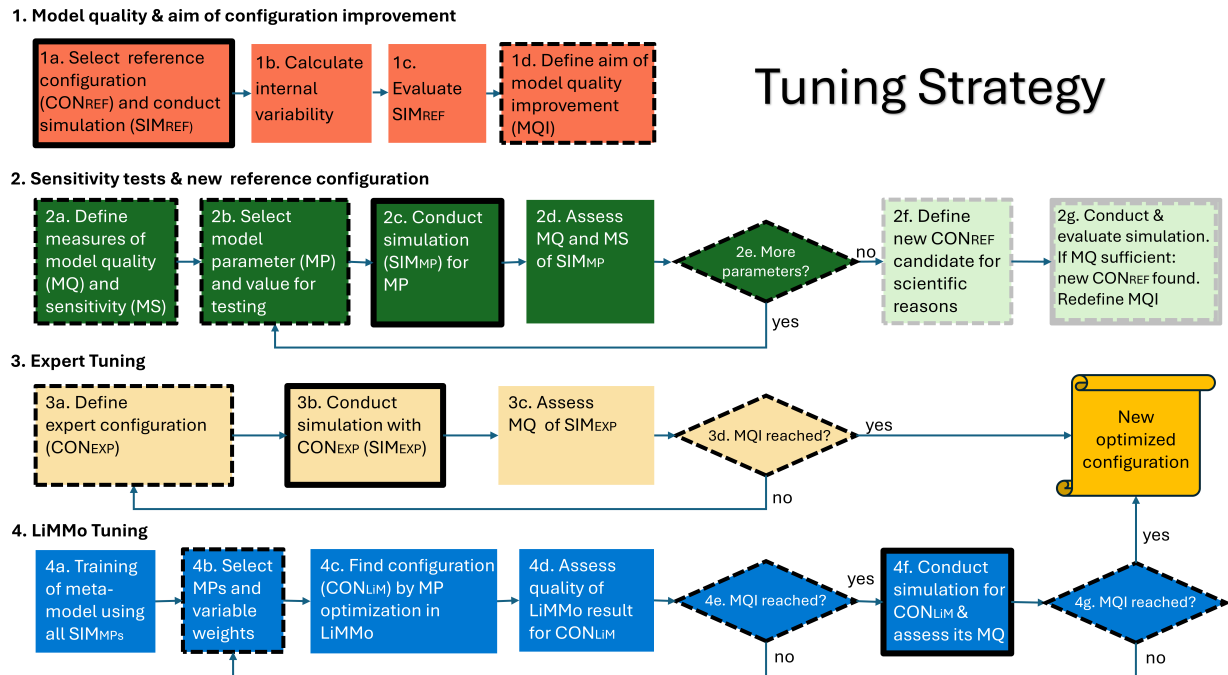 1. Model quality & aim of configuration improvement
1a. Select reference
configuration
(CONREF) and conduct
simulation (SIMREF)
1b. Calculate
internal
variability
1c.
Evaluate
SIMREF
1d. Define aim of
model quality
improvement
(MQI)
Tuning Strategy
2. Sensitivity tests & new reference configuration
2a. Define
measures of
model quality
(MQ) and
sensitivity (MS)
2b. Select
model
parameter (MP)
and value for
testing
2c. Conduct
simulation
(SIMMP) for
MP
2d. Assess
MQ and MS
of SIMMP
2e. More
parameters?
no
yes
2f. Define
new CONREF
candidate for
scientific
reasons
2g. Conduct &
evaluate simulation.
If MQ sufficient:
new CONREF found.
Redefine MQI
3. Expert Tuning
3a. Define
expert configuration
(CONEXP)
3b. Conduct
simulation with
CONEXP (SIMEXP)
3c. Assess
MQ of SIMEXP
3d. MQI reached?
yes
no
New
optimized
configuration
4. LiMMo Tuning
4a. Training
of meta-
model using
all SIMMPs
4b. Select
MPs and
variable
weights
4c. Find configuration
(CONLiM) by MP
optimization in
LiMMo
4d. Assess
quality of
LiMMo result
for CONLiM
4e. MQI reached?
yes
no
4f. Conduct
simulation for
CONLiM &
assess its MQ
4g. MQI reached?
yes
no